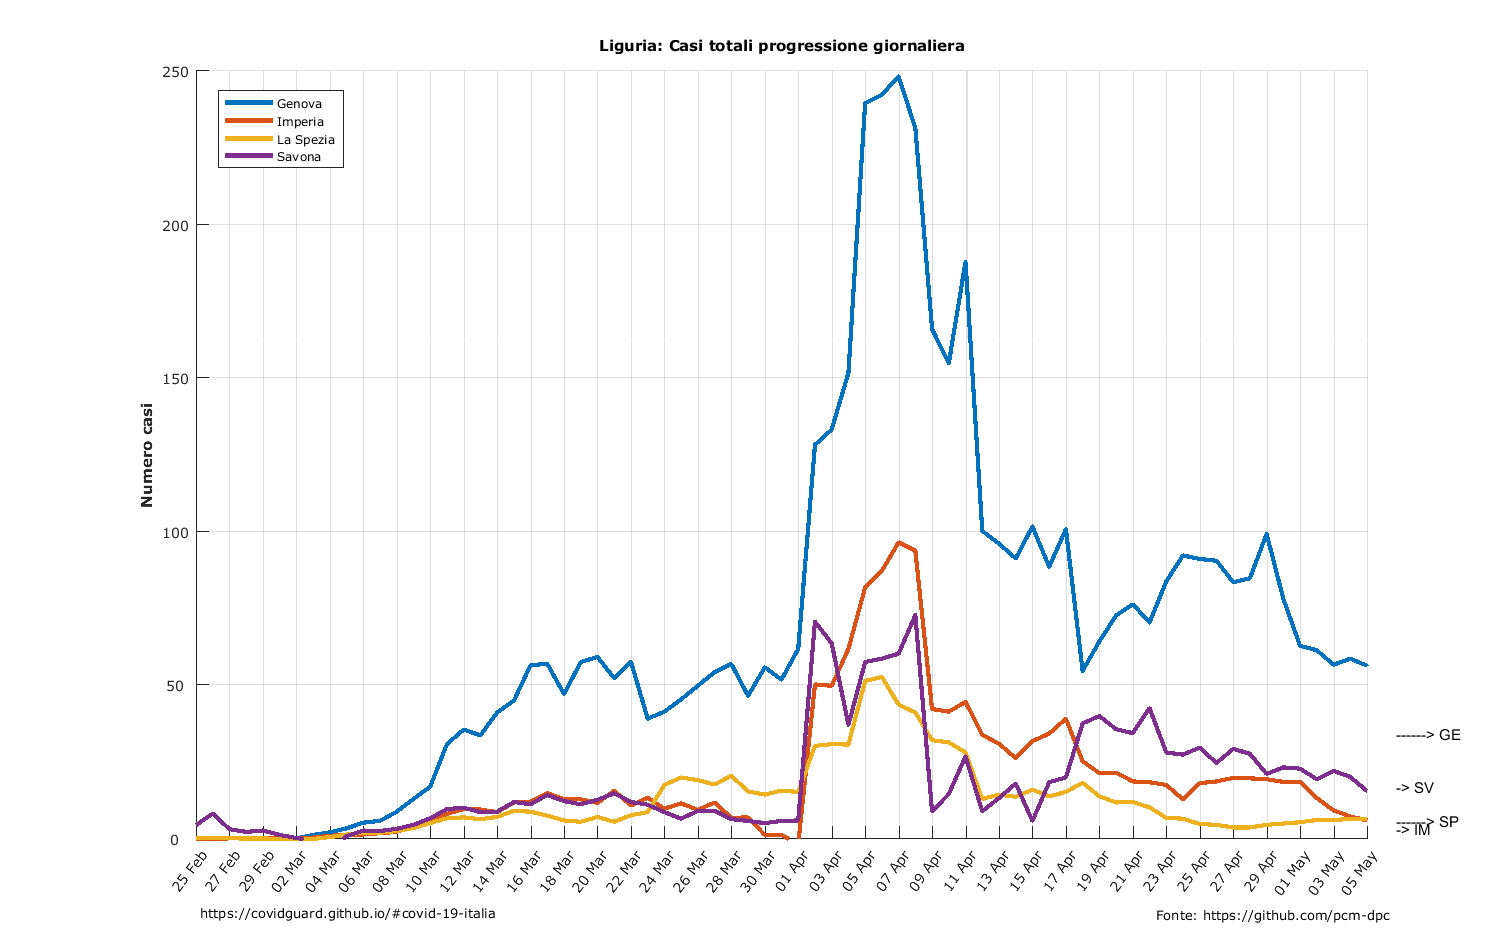 Liguria: Casi totali progressione giornaliera
250
200
150
100
50
0
Numero casi
Genova
Imperia
La Spezia
Savona
------> GE
-> SV
------> SP
-> IM
25 Feb
27 Feb
29 Feb
02 Mar
04 Mar
06 Mar
08 Mar
10 Mar
12 Mar
14 Mar
16 Mar
18 Mar
20 Mar
22 Mar
24 Mar
26 Mar
28 Mar
30 Mar
01 Apr
03 Apr
05 Apr
07 Apr
09 Apr
11 Apr
13 Apr
15 Apr
17 Apr
19 Apr
21 Apr
23 Apr
25 Apr
27 Apr
29 Apr
01 May
03 May
05 May
https://covidguard.github.io/#covid-19-italia
Fonte: https://github.com/pcm-dpc